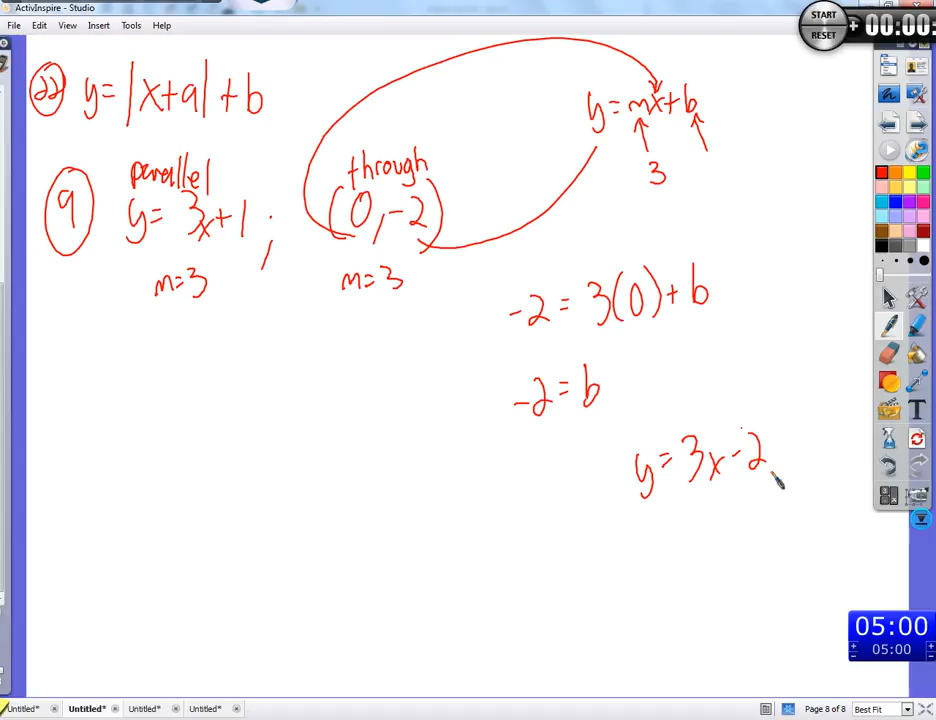 ActivInspire - Studio
File Edit View Insert Tools Help
START
RESET
00:00:
22 y=|x+a|+b
y=mx+b
3
9 parallel
y=3x+1 ; through
(0,-2)
m=3 m=3
-2=3(0)+b
-2=b
y=3x-2
05:00
05:00
Untitled* Untitled* Untitled* Untitled* Page 8 of 8 Best Fit